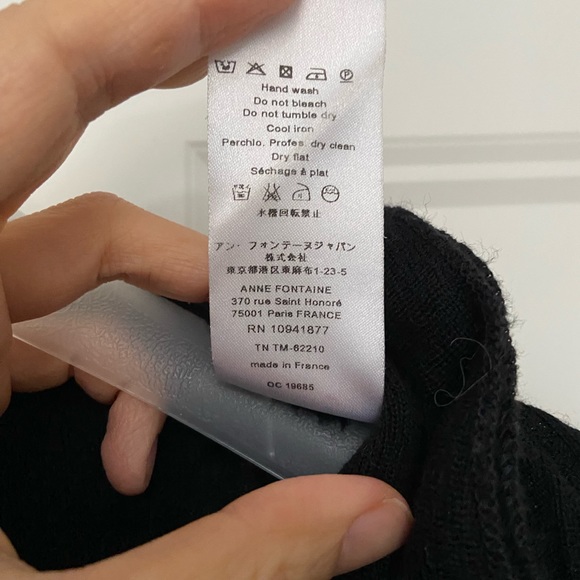 Hand wash
Do not bleach
Do not tumble dry
Cool iron
Perchlo. Profes. dry clean
Dry flat
Séchage à plat
水機回転禁止
アン・フォンテーヌジャパン
株式会社
東京都港区東麻布1-23-5
ANNE FONTAINE
370 rue Saint Honoré
75001 Paris FRANCE
RN 10941877
TN TM-62210
made in France
OC 19685